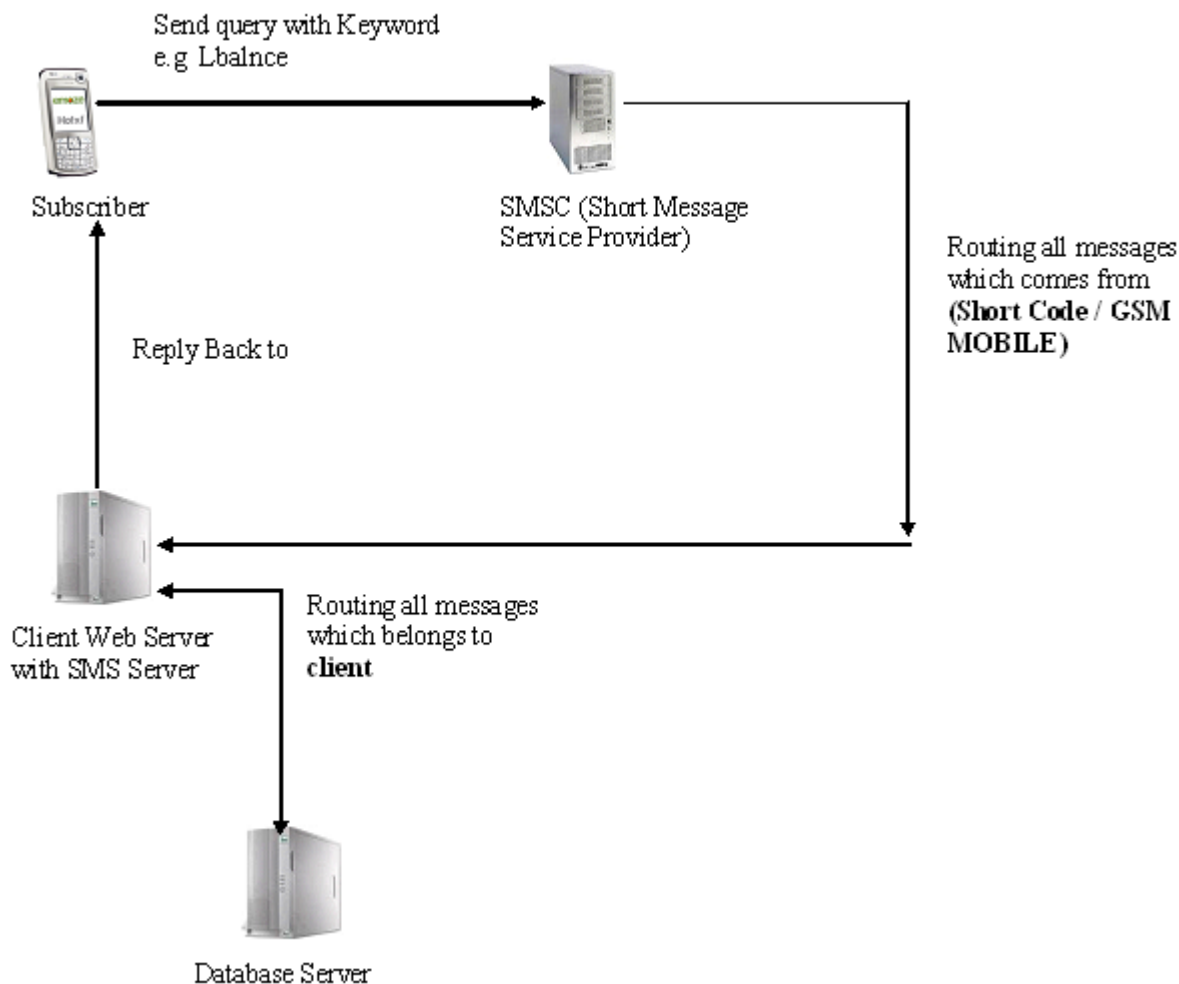 Send query with Keyword
e.g Lbalnce
Subscriber
SMSC (Short Message
Service Provider)
Routing all messages
which comes from
(Short Code / GSM
MOBILE)
Reply Back to
Client Web Server
with SMS Server
Routing all messages
which belongs to
client
Database Server